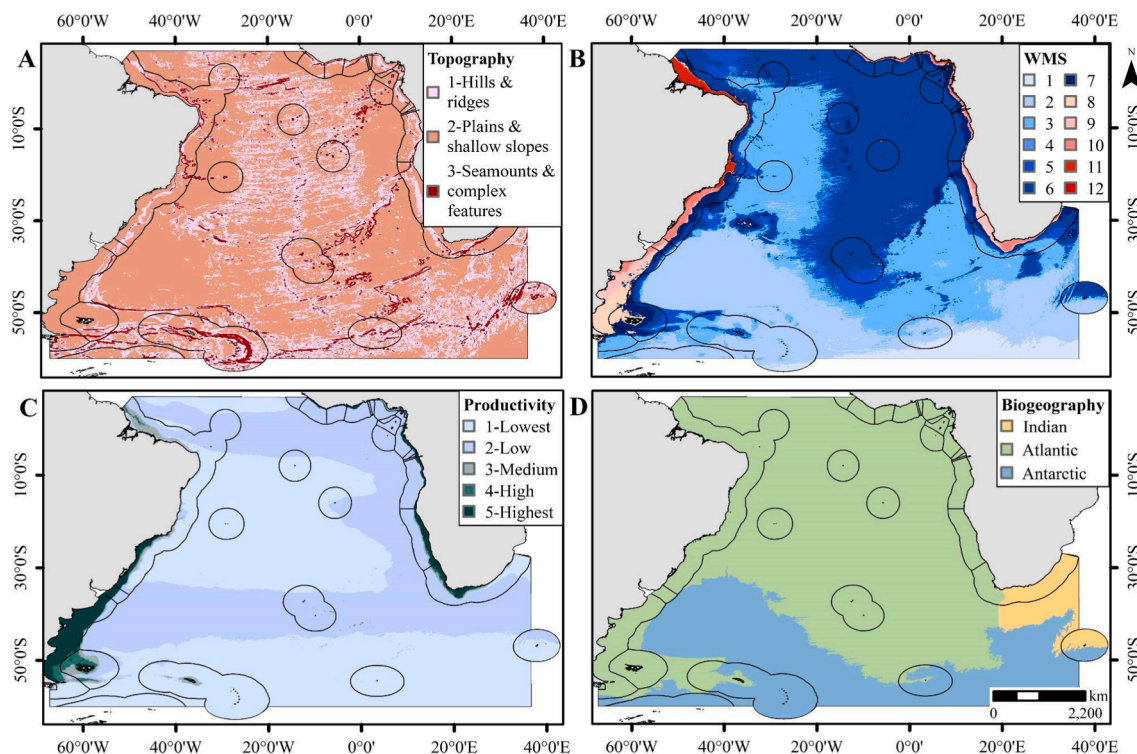 60°0'W 40°0'W 20°0'W 0°0' 20°0'E 40°0'E 60°0'W 40°0'W 20°0'W 0°0' 20°0'E 40°0'E
A
Topography
1-Hills &
ridges
2-Plains &
shallow slopes
3-Seamounts &
complex
features
10°0'S
30°0'S
50°0'S
B
WMS
1 7
2 8
3 9
4 10
5 11
6 12
N
10°0'S
30°0'S
50°0'S
C
Productivity
1-Lowest
2-Low
3-Medium
4-High
5-Highest
10°0'S
30°0'S
50°0'S
D
Biogeography
Indian
Atlantic
Antarctic
10°0'S
30°0'S
50°0'S
km
0 2,200
60°0'W 40°0'W 20°0'W 0°0' 20°0'E 40°0'E 60°0'W 40°0'W 20°0'W 0°0' 20°0'E 40°0'E